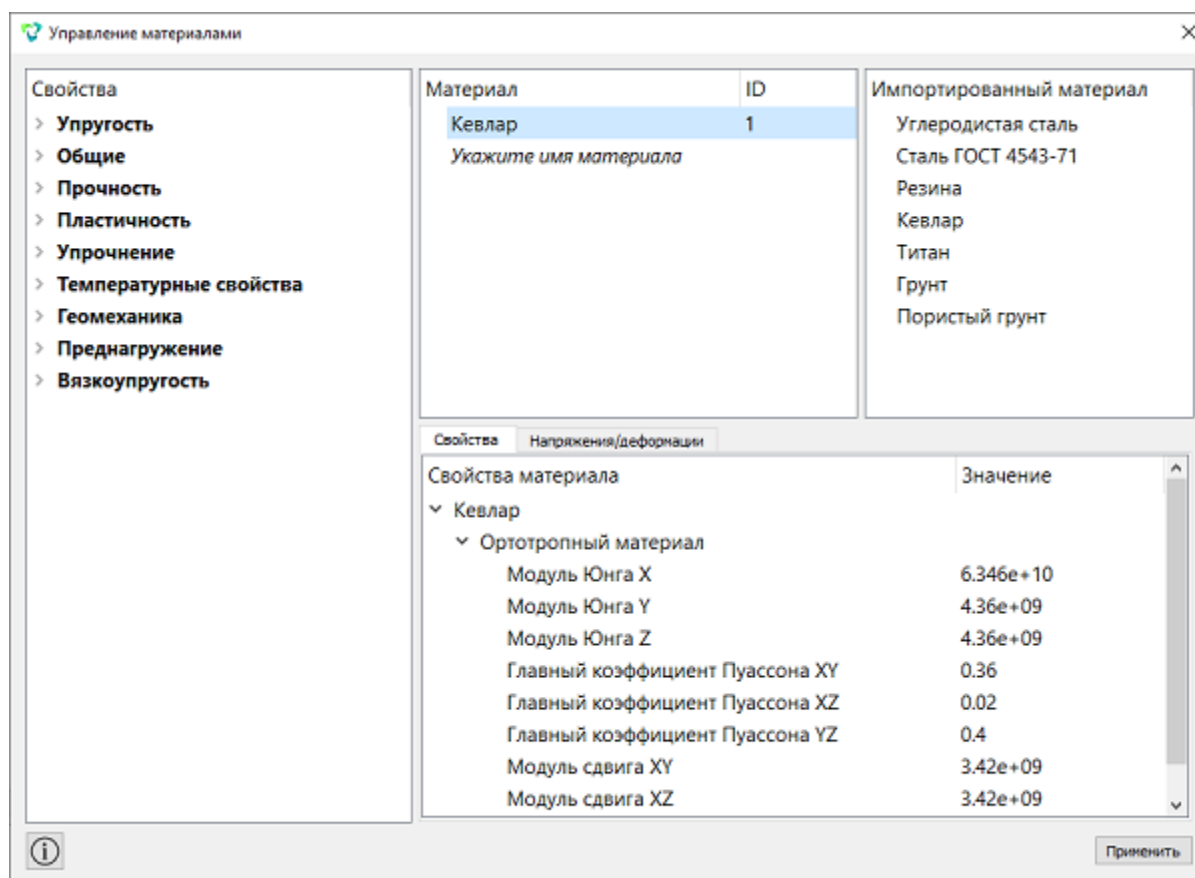 Управление материалами
Свойства
Упругость
Общие
Прочность
Пластичность
Упрочнение
Температурные свойства
Геомеханика
Преднагружение
Вязкоупругость
Материал ID
Кевлар 1
Укажите имя материала
Импортированный материал
Углеродистая сталь
Сталь ГОСТ 4543-71
Резина
Кевлар
Титан
Грунт
Пористый грунт
Свойства Напряжения/деформации
Свойства материала Значение
Кевлар
Ортотропный материал
Модуль Юнга X 6.346e+10
Модуль Юнга Y 4.36e+09
Модуль Юнга Z 4.36e+09
Главный коэффициент Пуассона XY 0.36
Главный коэффициент Пуассона XZ 0.02
Главный коэффициент Пуассона YZ 0.4
Модуль сдвига XY 3.42e+09
Модуль сдвига XZ 3.42e+09
Применить